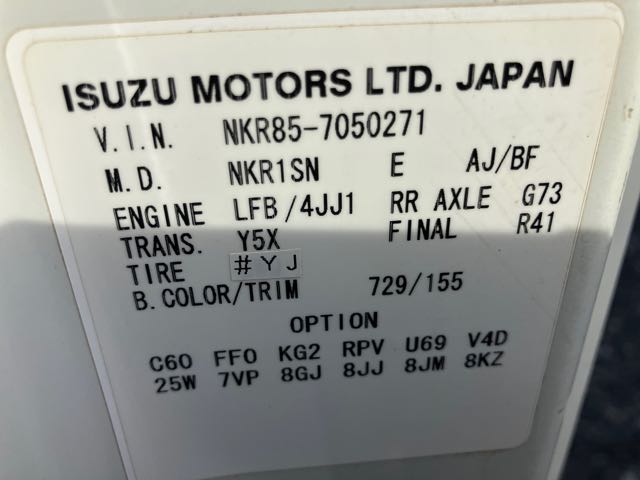 ISUZU MOTORS LTD. JAPAN
V.I.N. NKR85-7050271
M.D. NKR1SN E AJ/BF
ENGINE LFB/4JJ1 RR AXLE G73
TRANS. Y5X FINAL R41
TIRE #YJ
B.COLOR/TRIM 729/155
OPTION
C60 FF0 KG2 RPV U69 V4D
25W 7VP 8GJ 8JJ 8JM 8KZ